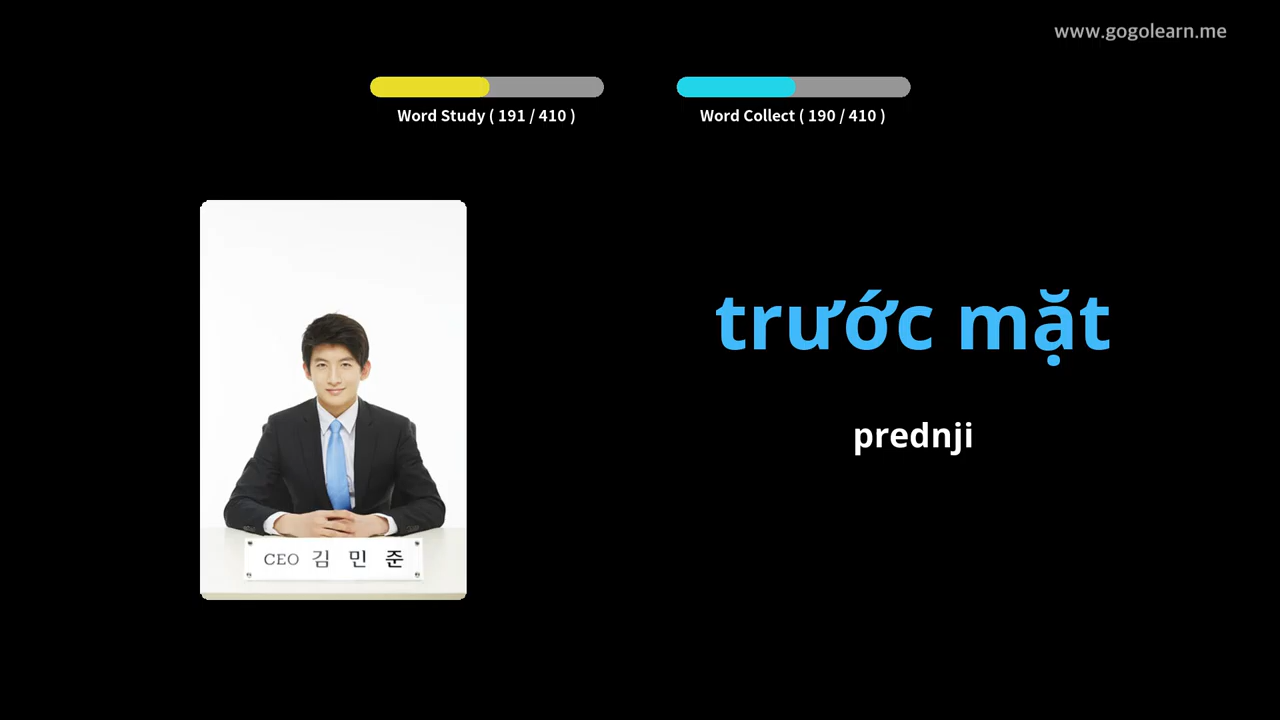 www.gogolearn.me
Word Study ( 191 / 410 )
Word Collect ( 190 / 410 )
trước mặt
prednji
CEO 김 민 준